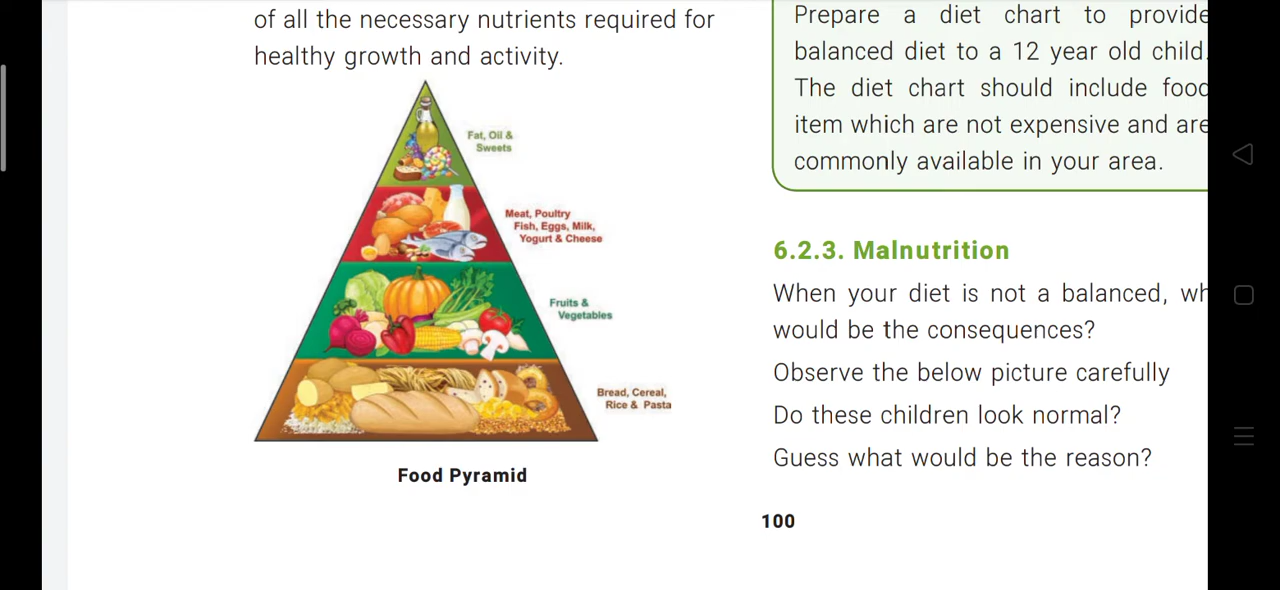 of all the necessary nutrients required for
healthy growth and activity.
Fat, Oil &
Sweets
Meat, Poultry
Fish, Eggs, Milk,
Yogurt & Cheese
Fruits &
Vegetables
Bread, Cereal,
Rice & Pasta
Food Pyramid
Prepare a diet chart to provide
balanced diet to a 12 year old child.
The diet chart should include food
item which are not expensive and are
commonly available in your area.
6.2.3. Malnutrition
When your diet is not a balanced,
would be the consequences?
Observe the below picture carefully
Do these children look normal?
Guess what would be the reason?
100